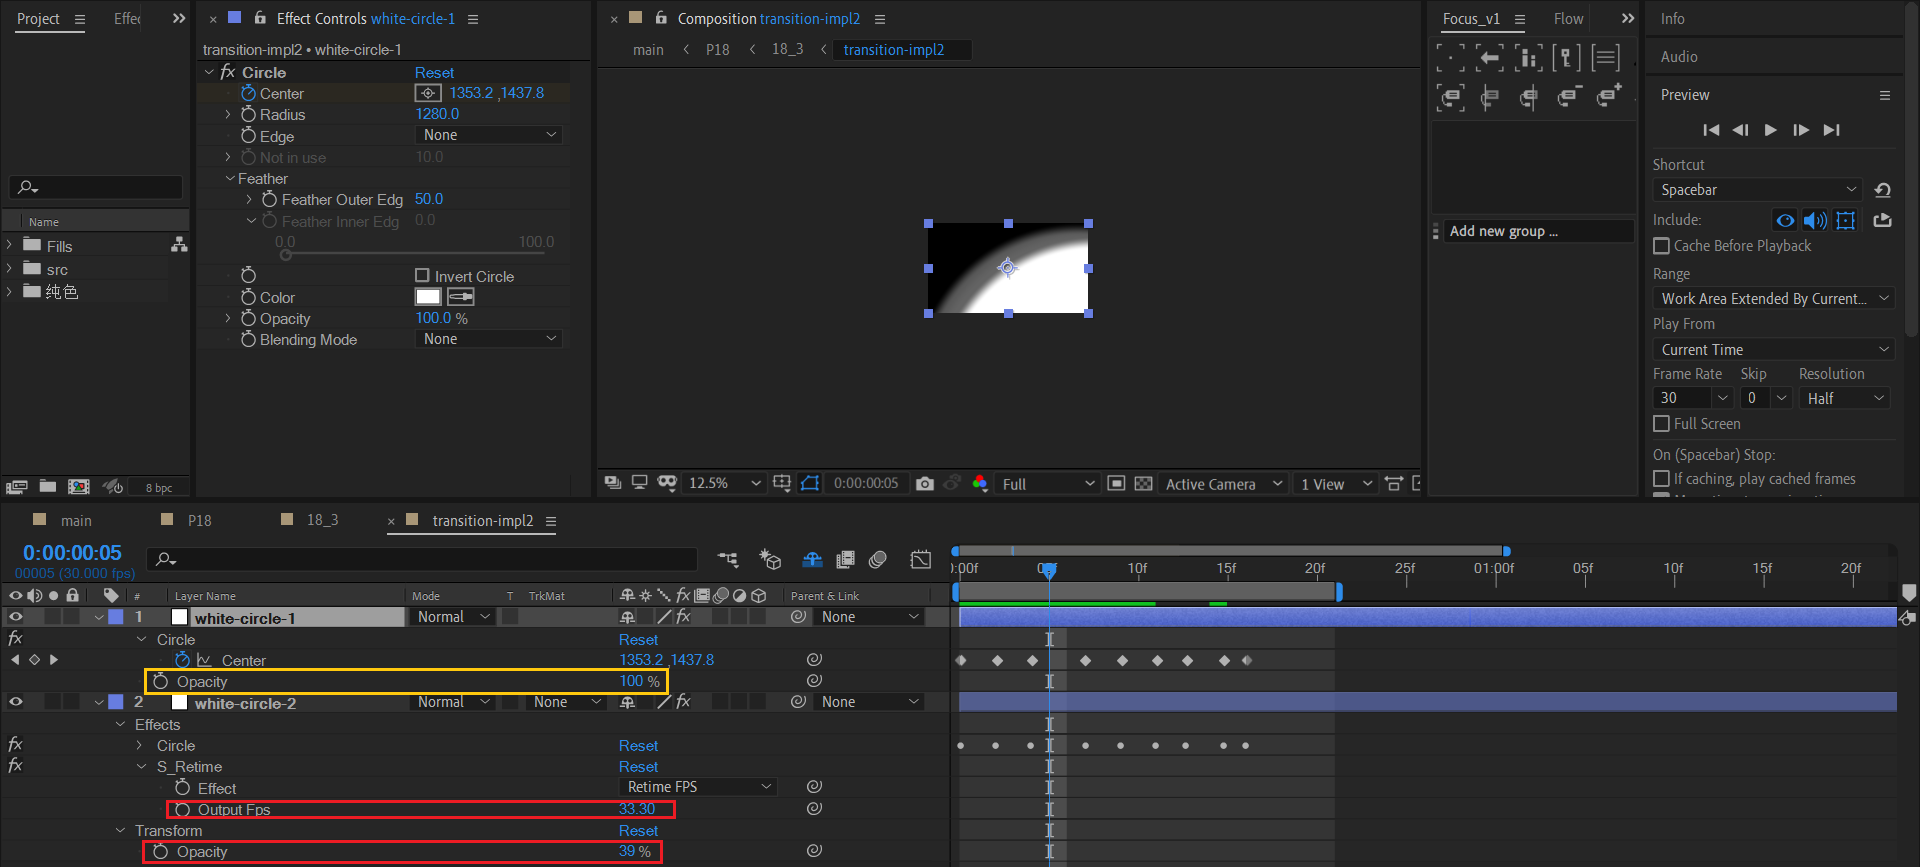 Project
Effec
Fills
Name
src
纯色
8 bpc
Effect Controls white-circle-1
transition-impl2 • white-circle-1
fx Circle Reset
Center 1353.2 ,1437.8
Radius 1280.0
Edge None
Not in use 10.0
Feather
Feather Outer Edg 50.0
Feather Inner Edg 0.0
0.0 100.0
Invert Circle
Color
Opacity 100.0 %
Blending Mode None
Composition transition-impl2
main < P18 < 18_3 < transition-impl2
12.5% 0:00:00:05 Full Active Camera 1 View
Focus_v1 Flow
Add new group ...
Info
Audio
Preview
Shortcut
Spacebar
Include:
Cache Before Playback
Range
Work Area Extended By Current...
Play From
Current Time
Frame Rate Skip Resolution
30 0 Half
Full Screen
On (Spacebar) Stop:
If caching, play cached frames
main P18 18_3 transition-impl2
0:00:00:05
00005 (30.000 fps)
:00f 10f 20f 01:00f 05f 10f 15f 20f 25f
# Layer Name Mode T TrkMat fx Parent & Link
1 white-circle-1 Normal fx None
fx Circle Reset
Center 1353.2 ,1437.8
Opacity 100 %
2 white-circle-2 Normal None fx None
Effects
fx Circle Reset
fx S_Retime Reset
Effect Retime FPS
Output Fps 33.30
Transform Reset
Opacity 39 %